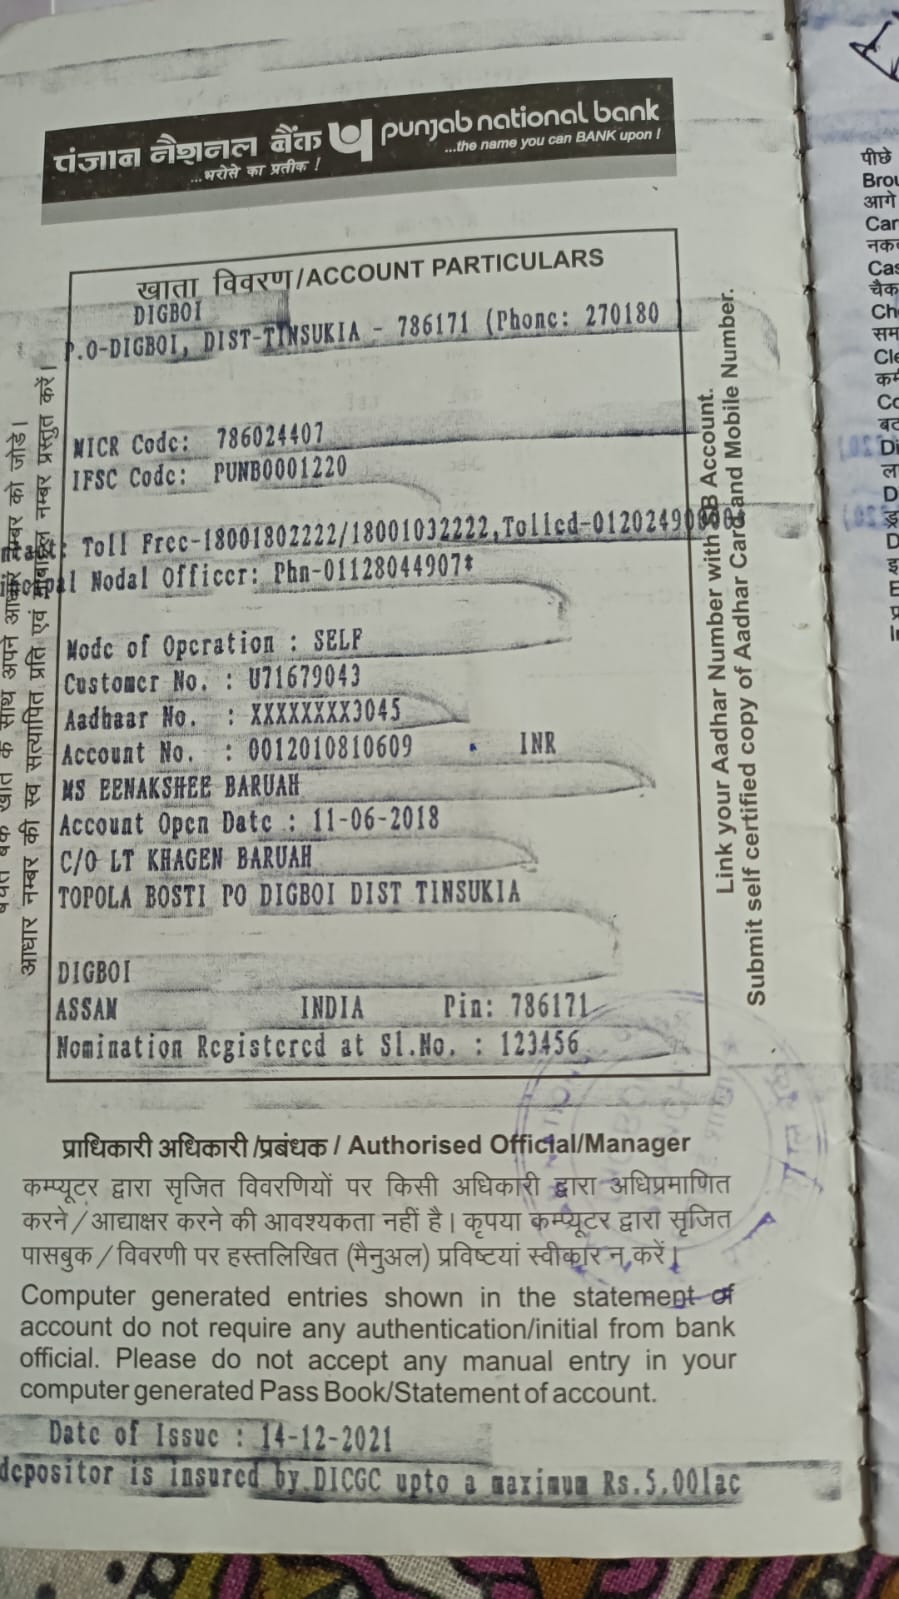 पंजाब नैशनल बैंक punjab national bank
...भरोसे का प्रतीक ! ...the name you can BANK upon !
खाता विवरण/ACCOUNT PARTICULARS
DIGBOI
P.O-DIGBOI, DIST-TINSUKIA - 786171 (Phone: 270180
MICR Code: 786024407
IFSC Code: PUNB0001220
Toll Free-18001802222/18001032222,Tolled-0120249
Nodal Officer: Phn-01128044907*
Mode of Operation : SELF
Customer No. : U71679043
Aadhaar No. : XXXXXXXX3045
Account No. : 0012010810609 INR
MS EENAKSHEE BARUAH
Account Open Date : 11-06-2018
C/O LT KHAGEN BARUAH
TOPOLA BOSTI PO DIGBOI DIST TINSUKIA
DIGBOI
ASSAM INDIA Pin: 786171
Nomination Registered at Sl.No. : 123456
Link your Aadhar Number with SB Account.
Submit self certified copy of Aadhar Card and Mobile Number.
प्राधिकारी अधिकारी/प्रबंधक / Authorised Official/Manager
कम्प्यूटर द्वारा सृजित विवरणियों पर किसी अधिकारी द्वारा अधिप्रमाणित
करने/आद्याक्षर करने की आवश्यकता नहीं है। कृपया कम्प्यूटर द्वारा सृजित
पासबुक/विवरणी पर हस्तलिखित (मैनुअल) प्रविष्टयां स्वीकार न करें।
Computer generated entries shown in the statement of
account do not require any authentication/initial from bank
official. Please do not accept any manual entry in your
computer generated Pass Book/Statement of account.
Date of Issue : 14-12-2021
depositor is insured by DICGC upto a maximum Rs.5.00lac
पीछे
आगे